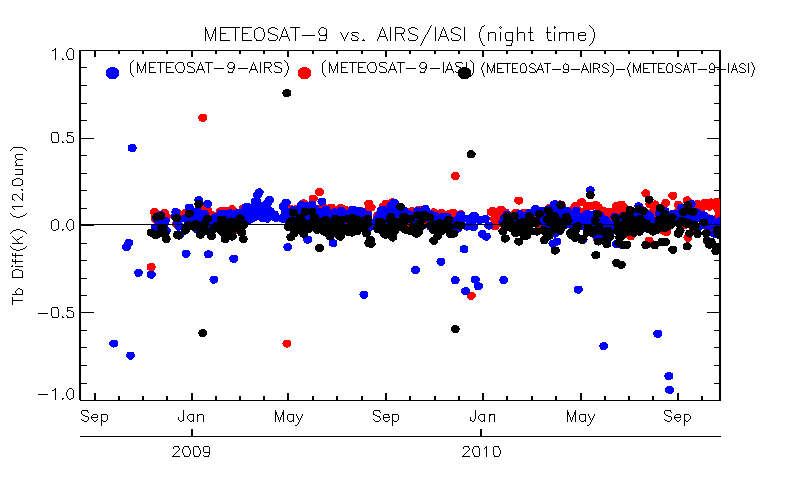 METEOSAT-9 vs. AIRS/IASI (night time)
(METEOSAT-9-AIRS) (METEOSAT-9-IASI) (METEOSAT-9-AIRS)-(METEOSAT-9-IASI)
1.0
0.5
0.0
-0.5
-1.0
Tb Diff(K) (12.0um)
Sep Jan May Sep Jan May Sep
2009 2010